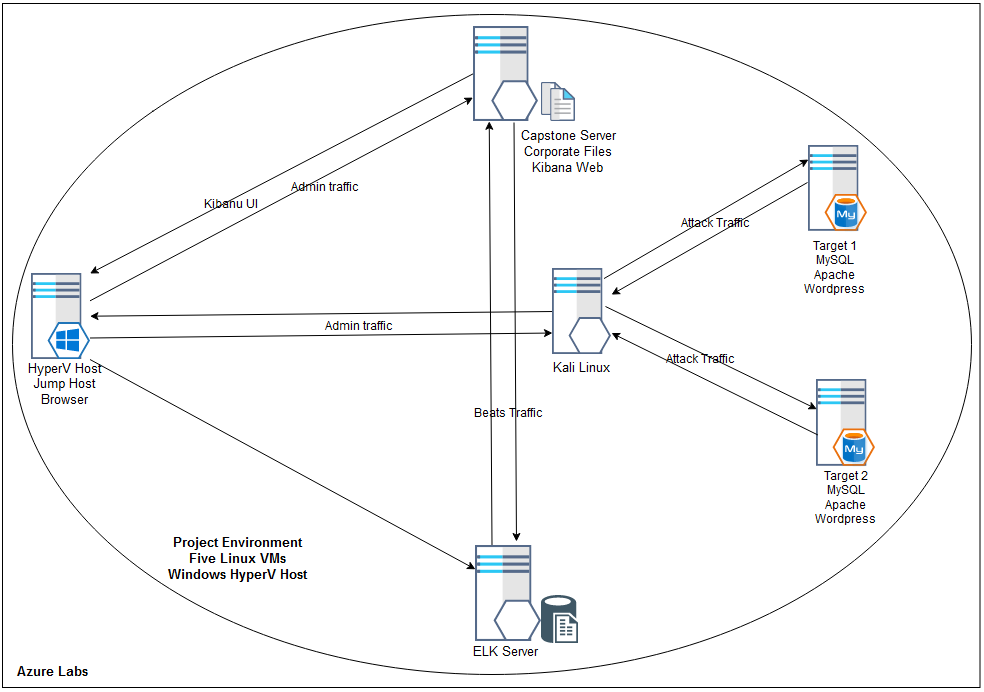 Capstone Server
Corporate Files
Kibana Web
Admin traffic
Kibanu UI
Attack Traffic
My
Target 1
MySQL
Apache
Wordpress
HyperV Host
Jump Host
Browser
Admin traffic
Kali Linux
Attack Traffic
Beats Traffic
My
Target 2
MySQL
Apache
Wordpress
Project Environment
Five Linux VMs
Windows HyperV Host
ELK Server
Azure Labs